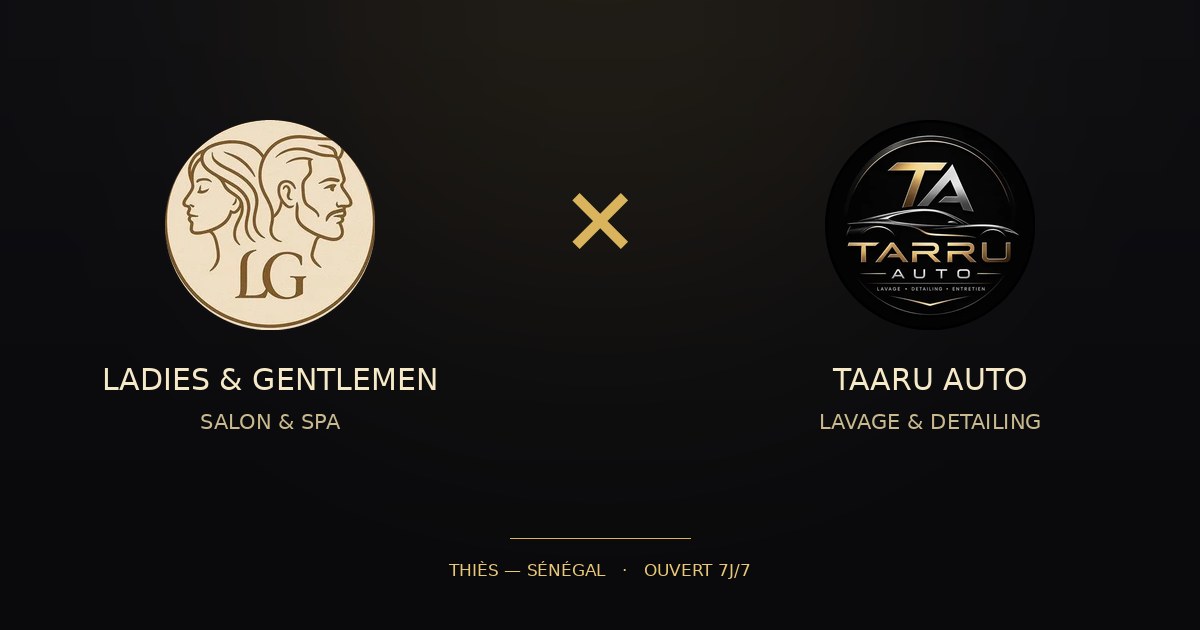 LG
LADIES & GENTLEMEN
SALON & SPA
×
TA
TARRU
AUTO
LAVAGE • DETAILING • ENTRETIEN
TAARU AUTO
LAVAGE & DETAILING
THIÈS — SÉNÉGAL · OUVERT 7J/7